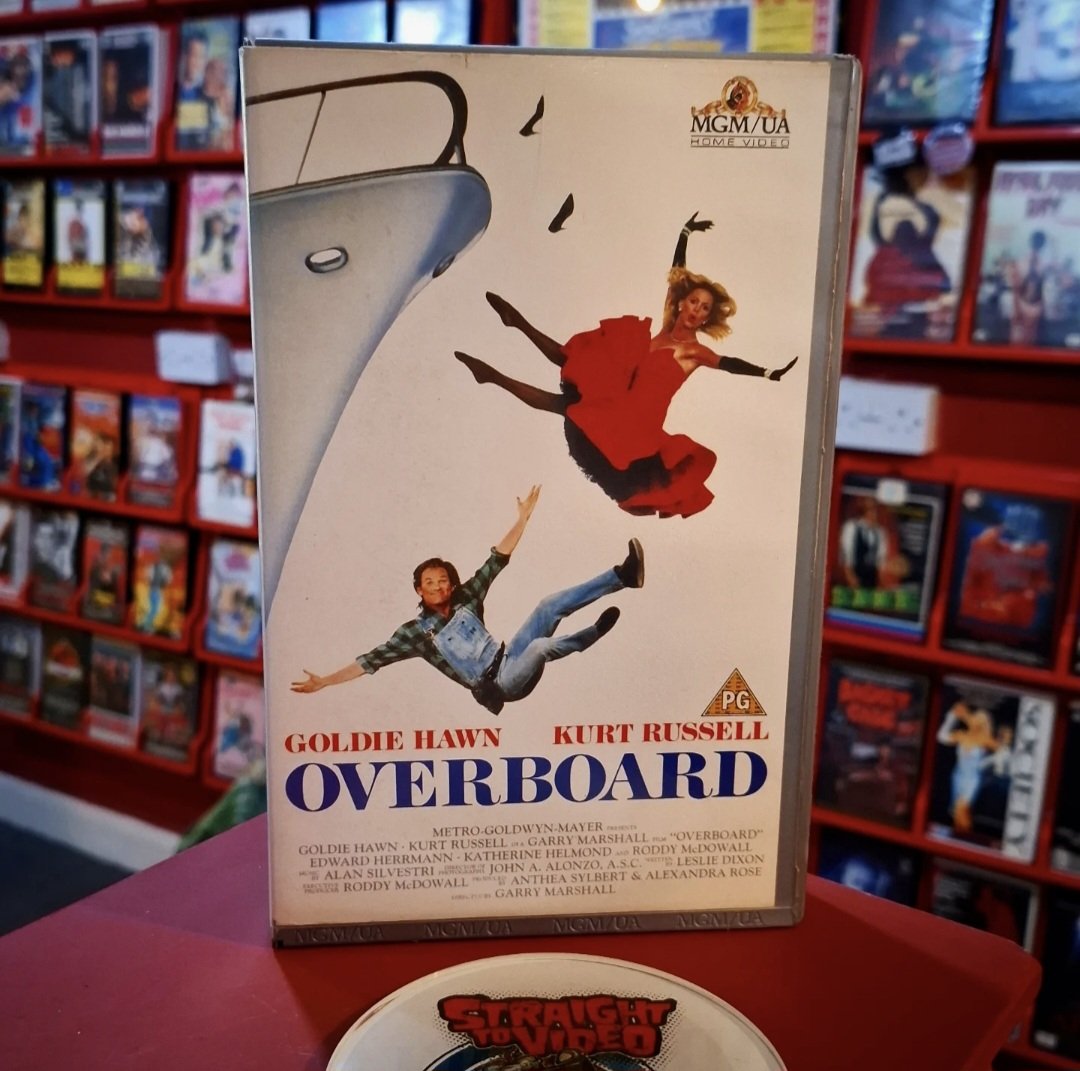 MGM/UA
HOME VIDEO
PG
GOLDIE HAWN KURT RUSSELL
OVERBOARD
METRO-GOLDWYN-MAYER PRESENTS
GOLDIE HAWN · KURT RUSSELL IN A GARRY MARSHALL FILM "OVERBOARD"
EDWARD HERRMANN · KATHERINE HELMOND AND RODDY McDOWALL
MUSIC BY ALAN SILVESTRI DIRECTOR OF PHOTOGRAPHY JOHN A. ALONZO, A.S.C. WRITTEN BY LESLIE DIXON
EXECUTIVE PRODUCER RODDY McDOWALL PRODUCED BY ANTHEA SYLBERT & ALEXANDRA ROSE
DIRECTED BY GARRY MARSHALL
MGM/UA MGM/UA MGM/UA MGM/UA
STRAIGHT
TO VIDEO
SOCIETY